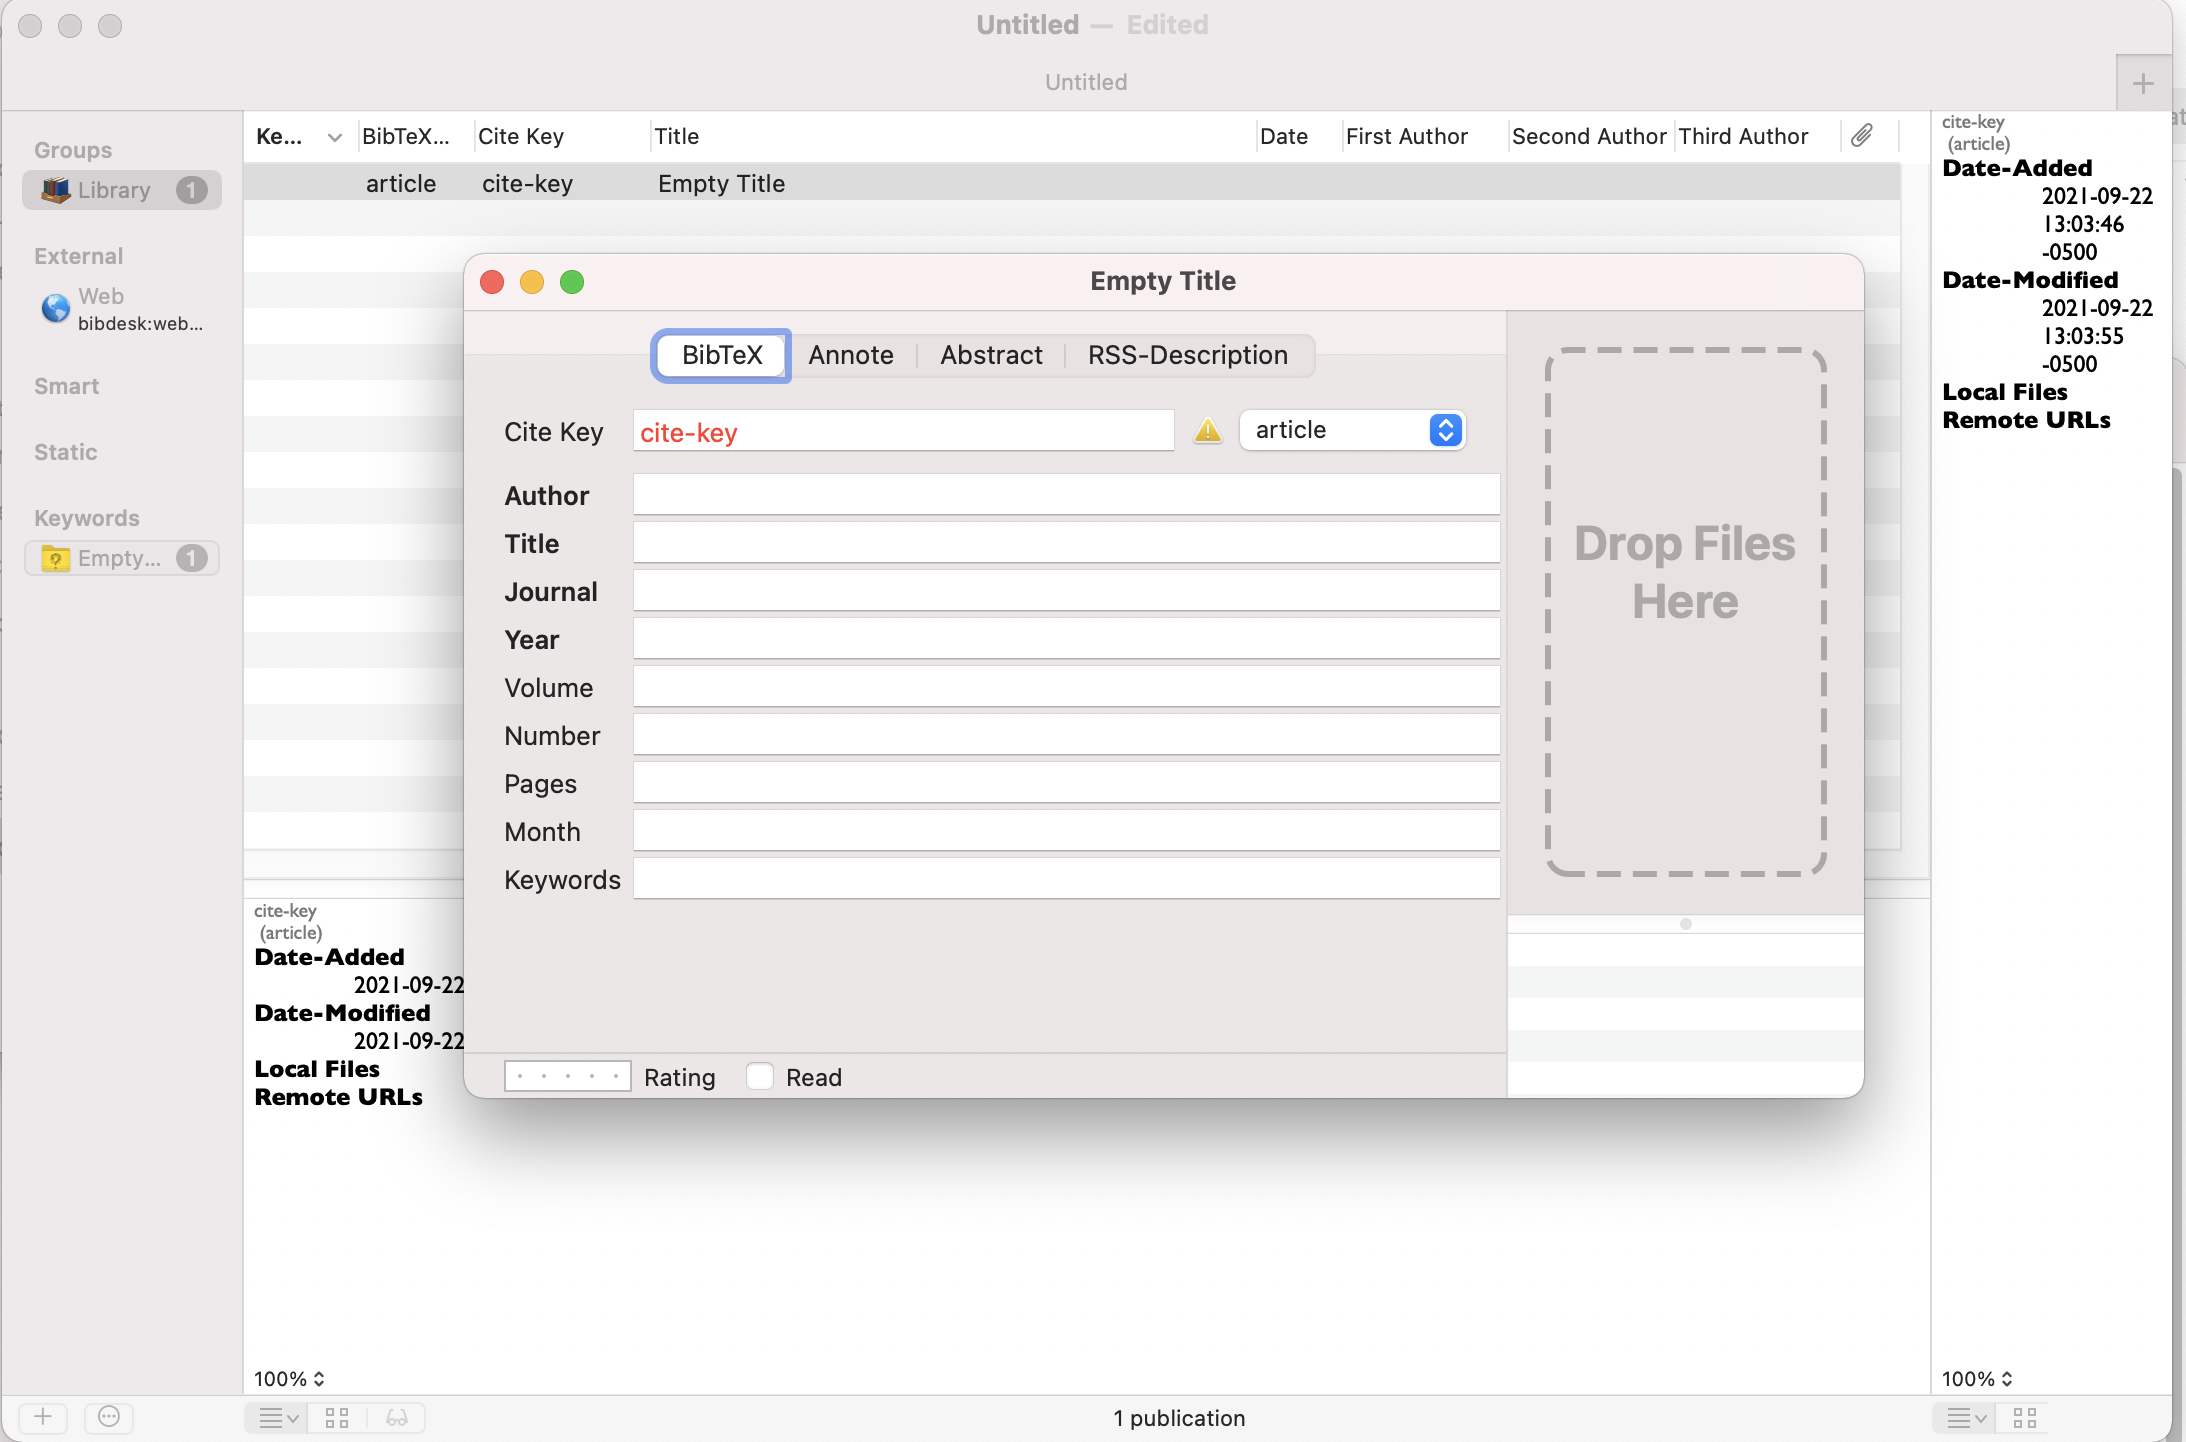 Untitled — Edited
Untitled
Groups
Library 1
External
Web
bibdesk:web...
Smart
Static
Keywords
Empty... 1
Ke... BibTeX... Cite Key Title Date First Author Second Author Third Author
article cite-key Empty Title
Empty Title
BibTeX Annote Abstract RSS-Description
Cite Key cite-key article
Author
Title
Journal
Year
Volume
Number
Pages
Month
Keywords
Rating Read
Drop Files
Here
cite-key
(article)
Date-Added
2021-09-22
Date-Modified
2021-09-22
Local Files
Remote URLs
100%
1 publication
cite-key
(article)
Date-Added
2021-09-22
13:03:46
-0500
Date-Modified
2021-09-22
13:03:55
-0500
Local Files
Remote URLs
100%